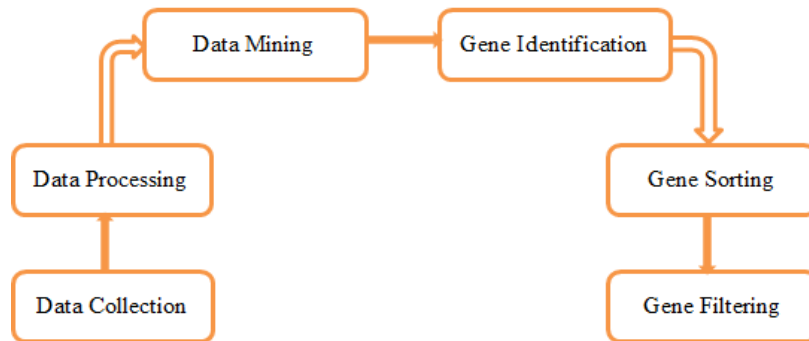 Data Mining
Gene Identification
Data Processing
Gene Sorting
Data Collection
Gene Filtering